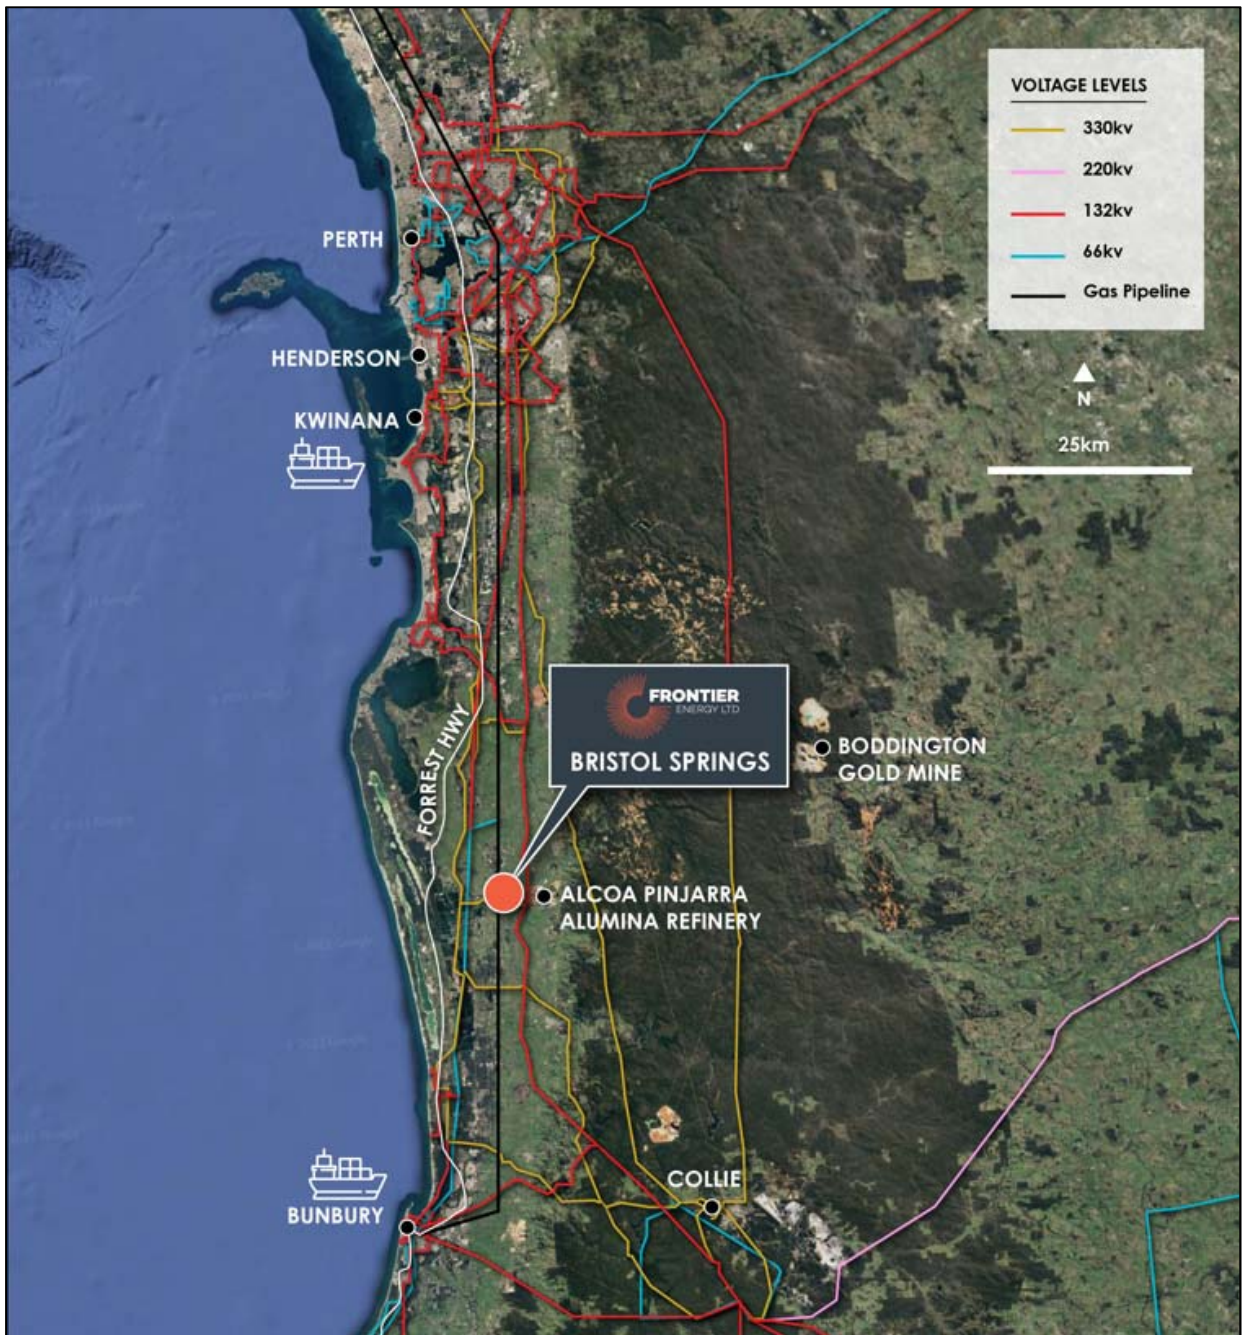 VOLTAGE LEVELS
330kv
220kv
132kv
66kv
Gas Pipeline
N
25km
PERTH
HENDERSON
KWINANA
FRONTIER
ENERGY LTD
BRISTOL SPRINGS
FORREST HWY
BODDINGTON
GOLD MINE
ALCOA PINJARRA
ALUMINA REFINERY
COLLIE
BUNBURY